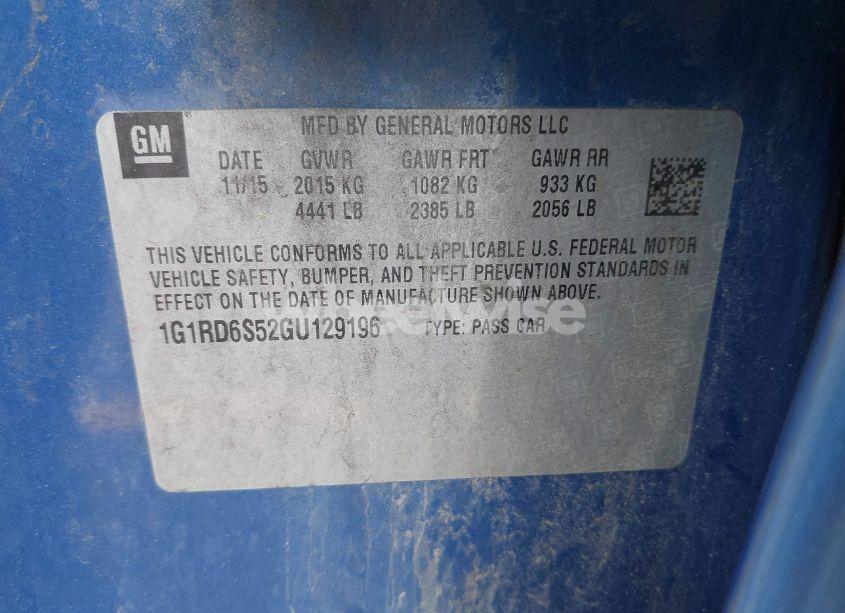 GM
MFD BY GENERAL MOTORS LLC
DATE GVWR GAWR FRT GAWR RR
11/15 2015 KG 1082 KG 933 KG
4441 LB 2385 LB 2056 LB
THIS VEHICLE CONFORMS TO ALL APPLICABLE U.S. FEDERAL MOTOR
VEHICLE SAFETY, BUMPER, AND THEFT PREVENTION STANDARDS IN
EFFECT ON THE DATE OF MANUFACTURE SHOWN ABOVE.
1G1RD6S52GU129196 TYPE: PASS CAR
wheelwise